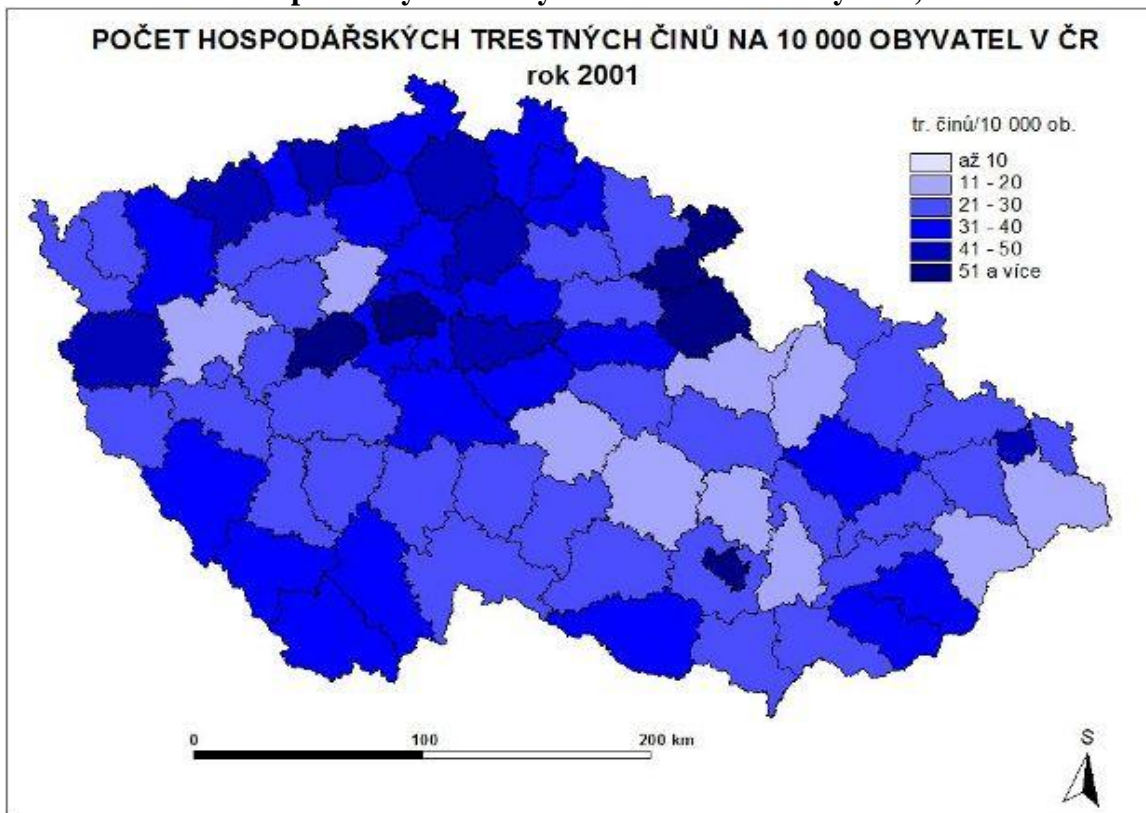 POČET HOSPODÁŘSKÝCH TRESTNÝCH ČINŮ NA 10 000 OBYVATEL V ČR
rok 2001
tr. činů/10 000 ob.
až 10
11 - 20
21 - 30
31 - 40
41 - 50
51 a více
0 100 200 km
S